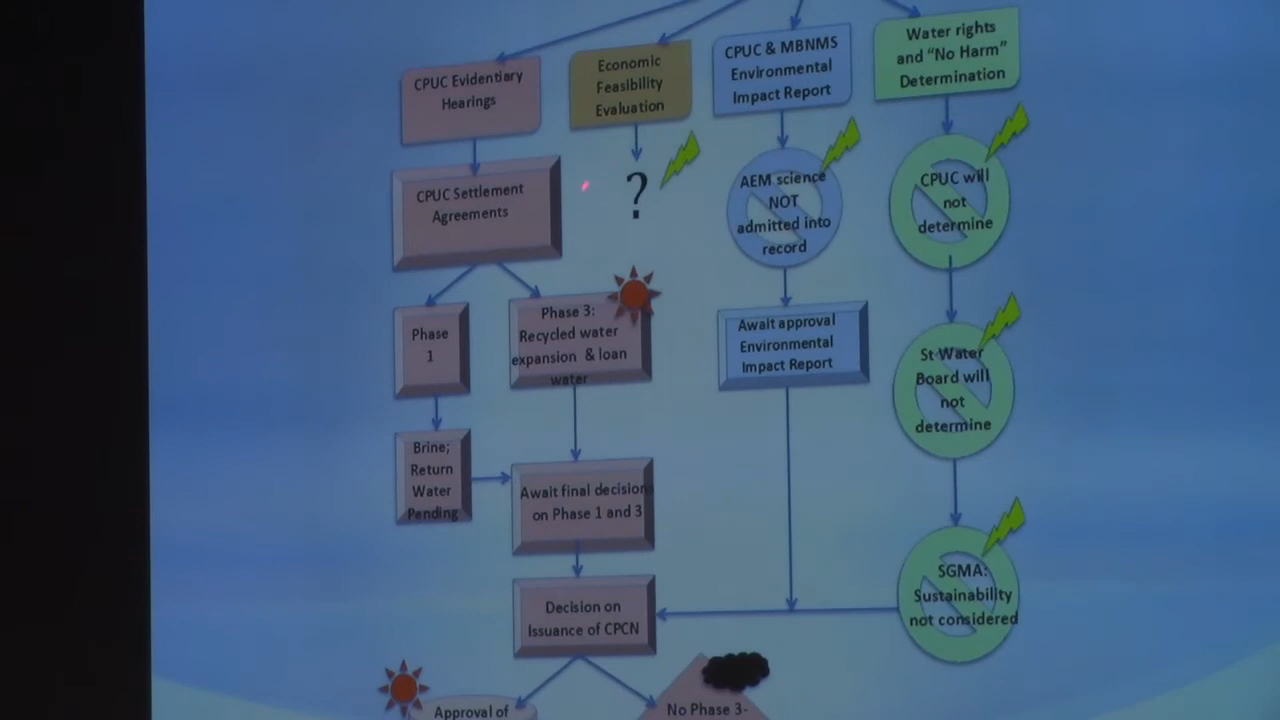 CPUC Evidentiary
Hearings
Economic
Feasibility
Evaluation
CPUC & MBNMS
Environmental
Impact Report
Water rights
and “No Harm”
Determination
CPUC Settlement
Agreements
?
AEM science
NOT
admitted into
record
CPUC will
not
determine
Phase
1
Phase 3:
Recycled water
expansion & loan
water
Await approval
Environmental
Impact Report
St Water
Board will
not
determine
Brine;
Return
Water
Pending
Await final decision
on Phase 1 and 3
Decision on
Issuance of CPCN
SGMA:
Sustainability
not considered
Approval of
No Phase 3-